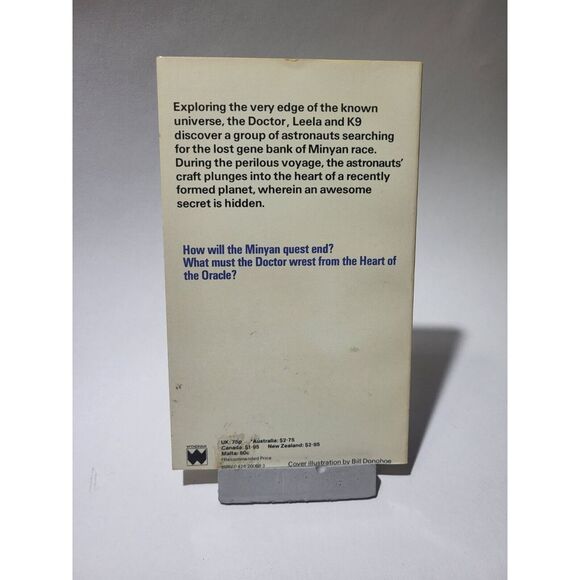 Exploring the very edge of the known
universe, the Doctor, Leela and K9
discover a group of astronauts searching
for the lost gene bank of Minyan race.
During the perilous voyage, the astronauts'
craft plunges into the heart of a recently
formed planet, wherein an awesome
secret is hidden.
How will the Minyan quest end?
What must the Doctor wrest from the Heart of
the Oracle?
UK: 70p *Australia: $2·75
Canada: $1·95 New Zealand: $2·95
Malta: 80c
*Recommended Price
Cover illustration by Bill Donohoe